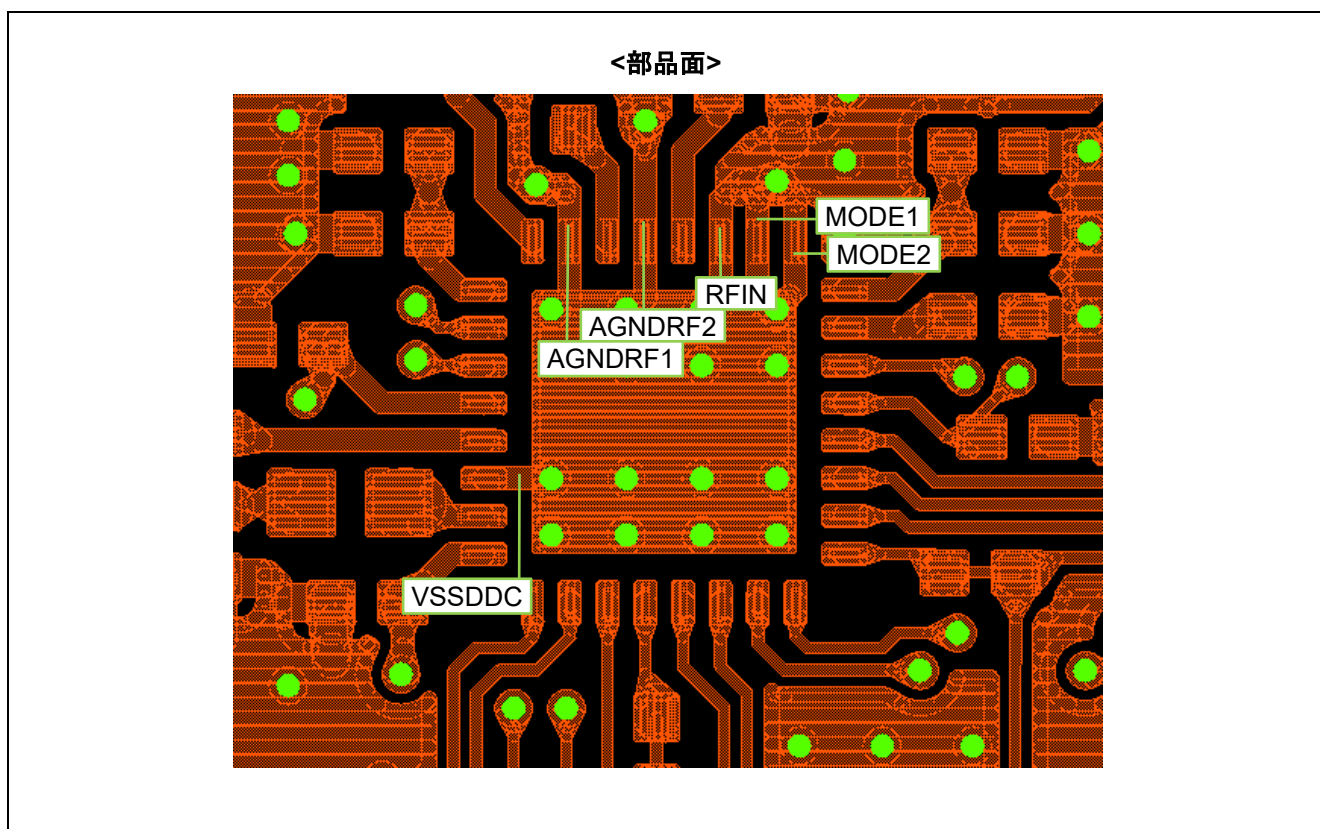 <部品面>
MODE1
MODE2
RFIN
AGNDRF2
AGNDRF1
VSSDDC